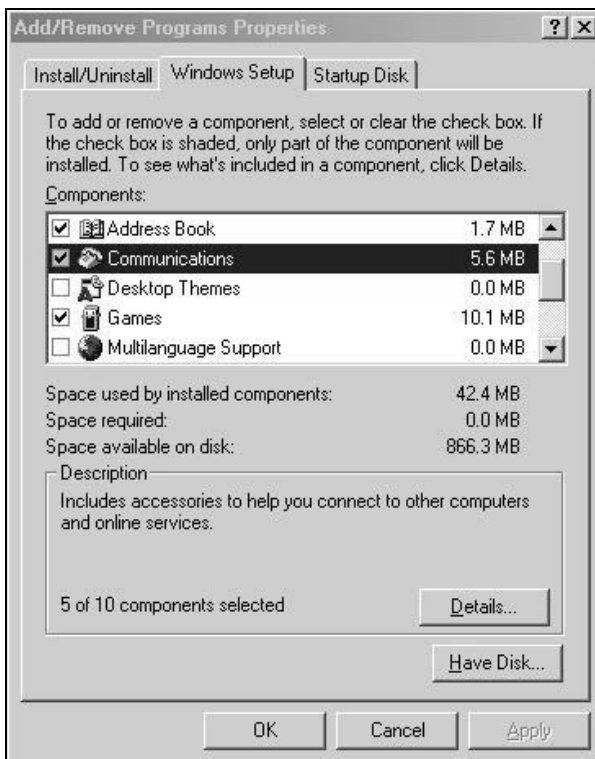 Add/Remove Programs Properties
Install/Uninstall Windows Setup Startup Disk
To add or remove a component, select or clear the check box. If
the check box is shaded, only part of the component will be
installed. To see what's included in a component, click Details.
Components:
Address Book 1.7 MB
Communications 5.6 MB
Desktop Themes 0.0 MB
Games 10.1 MB
Multilanguage Support 0.0 MB
Space used by installed components: 42.4 MB
Space required: 0.0 MB
Space available on disk: 866.3 MB
Description
Includes accessories to help you connect to other computers
and online services.
5 of 10 components selected
Details...
Have Disk...
OK Cancel Apply